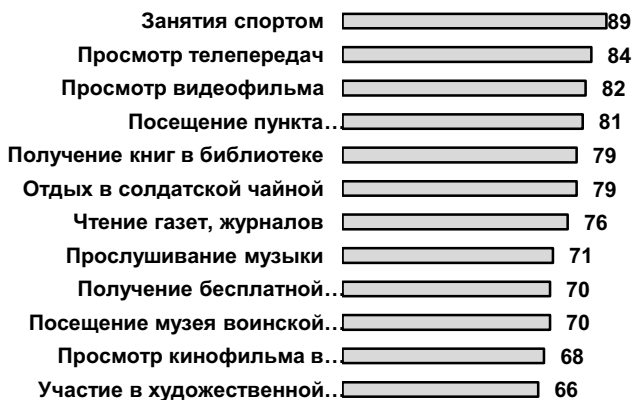 Занятия спортом 89
Просмотр телепередач 84
Просмотр видеофильма 82
Посещение пункта… 81
Получение книг в библиотеке 79
Отдых в солдатской чайной 79
Чтение газет, журналов 76
Прослушивание музыки 71
Получение бесплатной… 70
Посещение музея воинской… 70
Просмотр кинофильма в… 68
Участие в художественной… 66